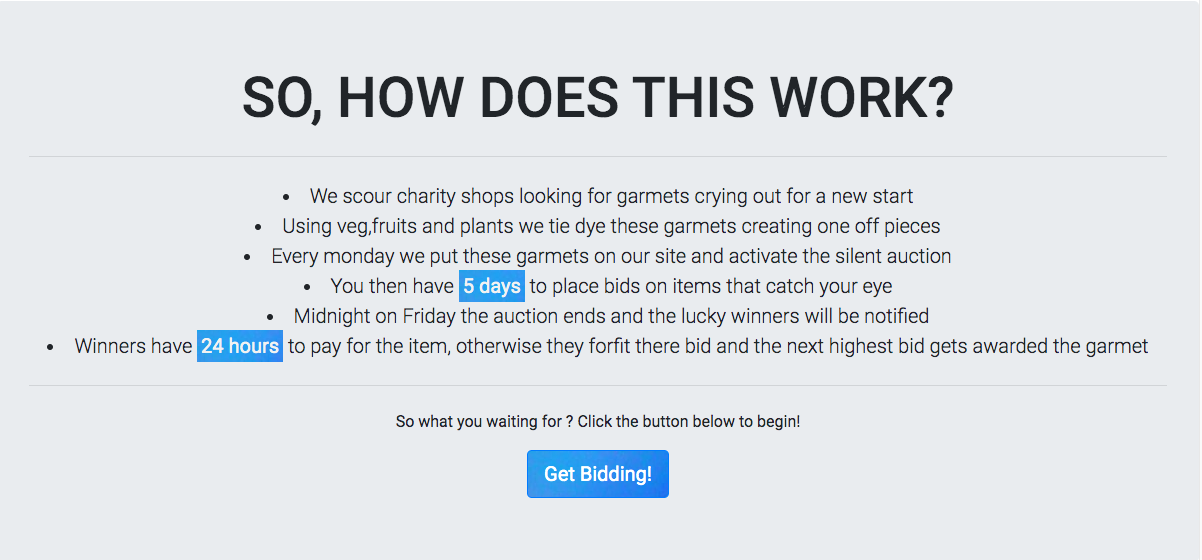 SO, HOW DOES THIS WORK?
• We scour charity shops looking for garmets crying out for a new start
• Using veg,fruits and plants we tie dye these garmets creating one off pieces
• Every monday we put these garmets on our site and activate the silent auction
• You then have 5 days to place bids on items that catch your eye
• Midnight on Friday the auction ends and the lucky winners will be notified
• Winners have 24 hours to pay for the item, otherwise they forfit there bid and the next highest bid gets awarded the garmet
So what you waiting for ? Click the button below to begin!
Get Bidding!